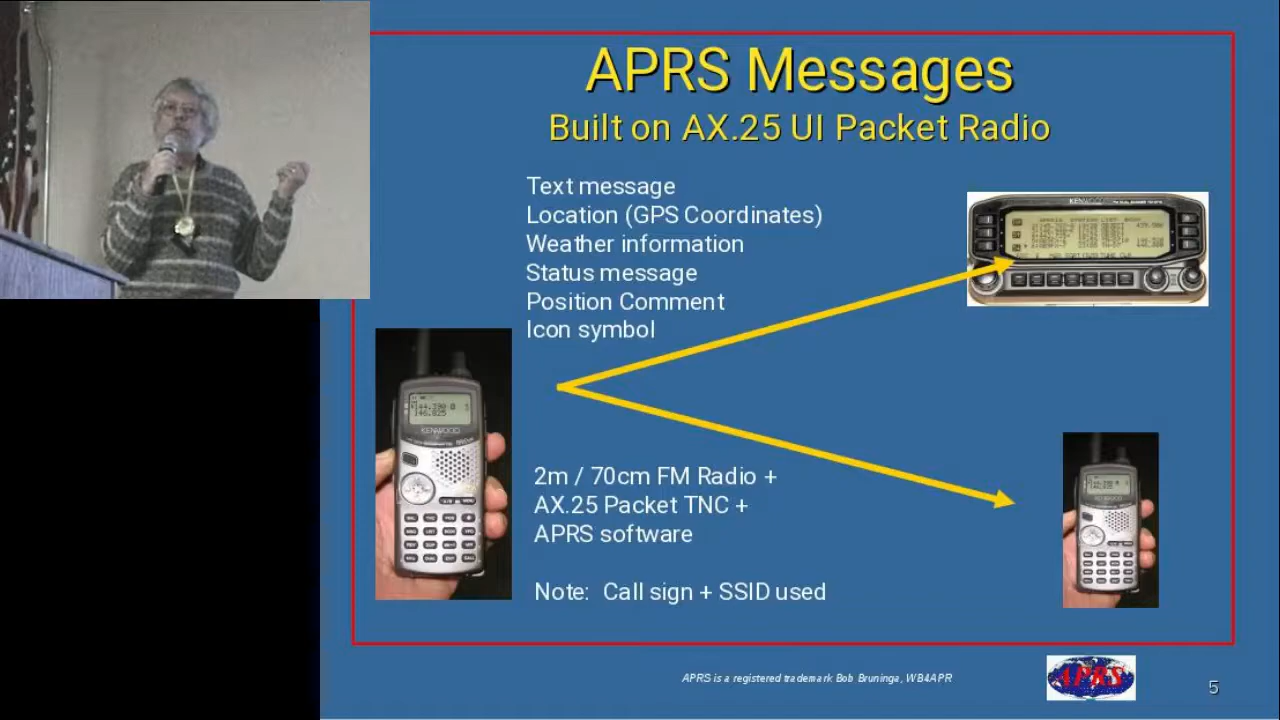 APRS Messages
Built on AX.25 UI Packet Radio
Text message
Location (GPS Coordinates)
Weather information
Status message
Position Comment
Icon symbol
KENWOOD
KENWOOD
2m / 70cm FM Radio +
AX.25 Packet TNC +
APRS software
Note: Call sign + SSID used
APRS is a registered trademark Bob Bruninga, WB4APR
APRS
5